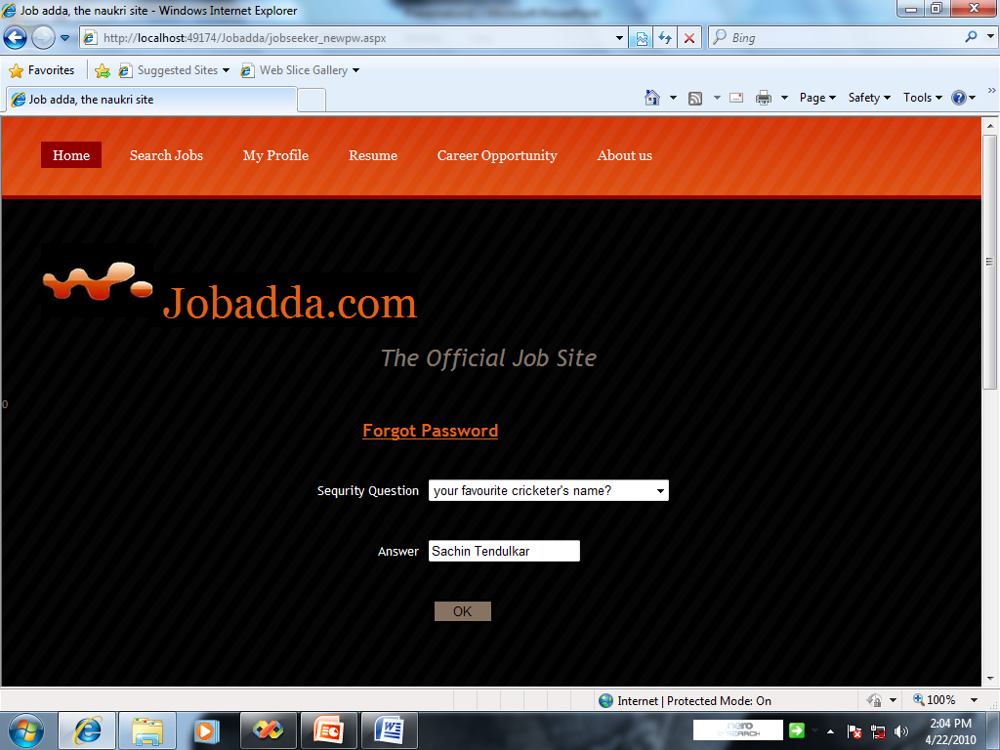 Job adda, the naukri site - Windows Internet Explorer
http://localhost:49174/Jobadda/jobseeker_newpw.aspx
Bing
Favorites
Suggested Sites
Web Slice Gallery
Job adda, the naukri site
Page
Safety
Tools
Home
Search Jobs
My Profile
Resume
Career Opportunity
About us
Jobadda.com
The Official Job Site
0
Forgot Password
Sequrity Question
your favourite cricketer's name?
Answer
Sachin Tendulkar
OK
Internet | Protected Mode: On
100%
nero
SEARCH
2:04 PM
4/22/2010